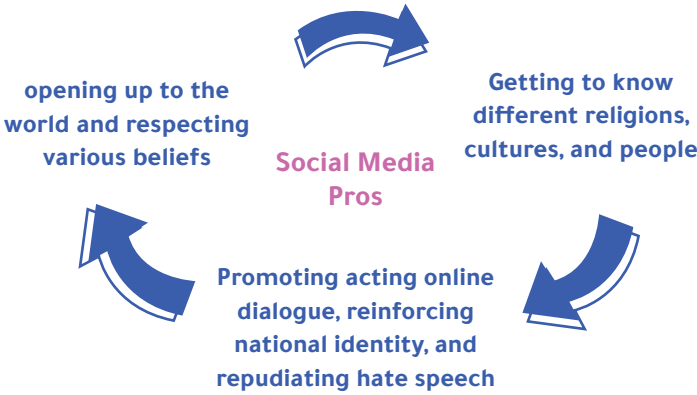 opening up to the
world and respecting
various beliefs
Getting to know
different religions,
cultures, and people
Social Media
Pros
Promoting acting online
dialogue, reinforcing
national identity, and
repudiating hate speech